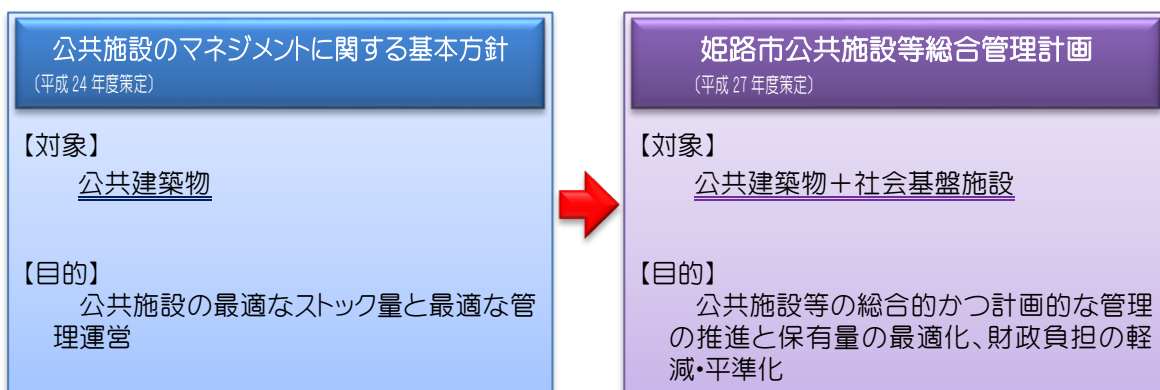 公共施設のマネジメントに関する基本方針
(平成24年度策定)
【対象】
公共建築物
【目的】
公共施設の最適なストック量と最適な管
理運営
姫路市公共施設等総合管理計画
(平成27年度策定)
【対象】
公共建築物＋社会基盤施設
【目的】
公共施設等の総合的かつ計画的な管理
の推進と保有量の最適化、財政負担の軽
減・平準化